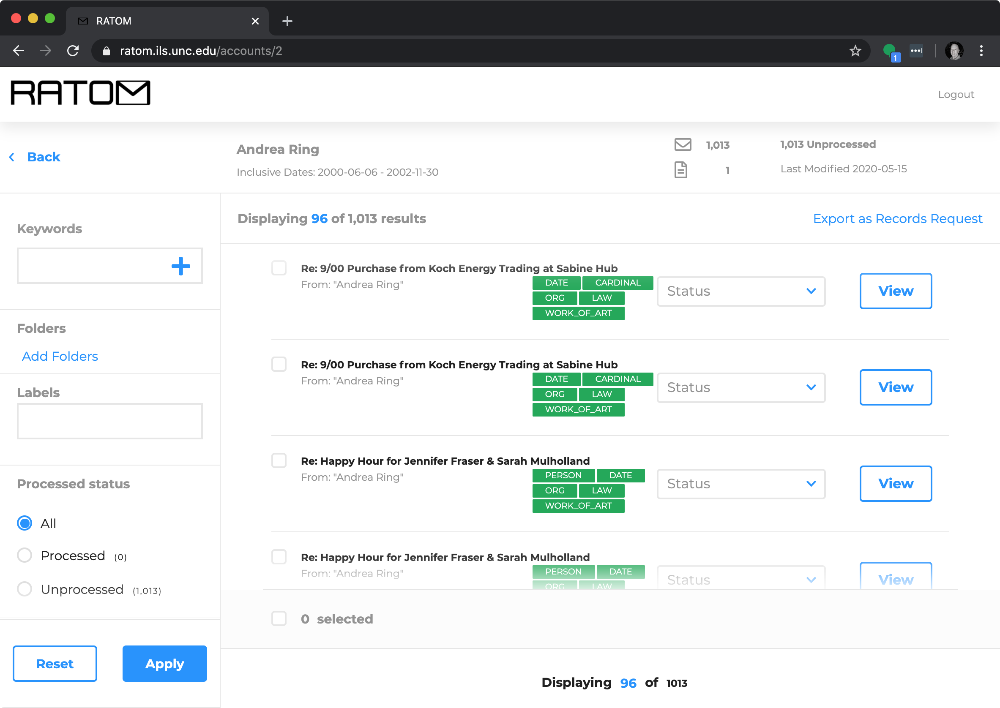 RATOM
ratom.ils.unc.edu/accounts/2
1
RATOM
Logout
Back
Andrea Ring
Inclusive Dates: 2000-06-06 - 2002-11-30
1,013
1
1,013 Unprocessed
Last Modified 2020-05-15
Keywords
Folders
Add Folders
Labels
Processed status
All
Processed (0)
Unprocessed (1,013)
Reset
Apply
Displaying 96 of 1,013 results
Export as Records Request
Re: 9/00 Purchase from Koch Energy Trading at Sabine Hub
From: "Andrea Ring"
DATE CARDINAL
ORG LAW
WORK_OF_ART
Status
View
Re: 9/00 Purchase from Koch Energy Trading at Sabine Hub
From: "Andrea Ring"
DATE CARDINAL
ORG LAW
WORK_OF_ART
Status
View
Re: Happy Hour for Jennifer Fraser & Sarah Mulholland
From: "Andrea Ring"
PERSON DATE
ORG LAW
WORK_OF_ART
Status
View
Re: Happy Hour for Jennifer Fraser & Sarah Mulholland
From: "Andrea Ring"
PERSON DATE
ORG LAW
Status
View
0 selected
Displaying 96 of 1013